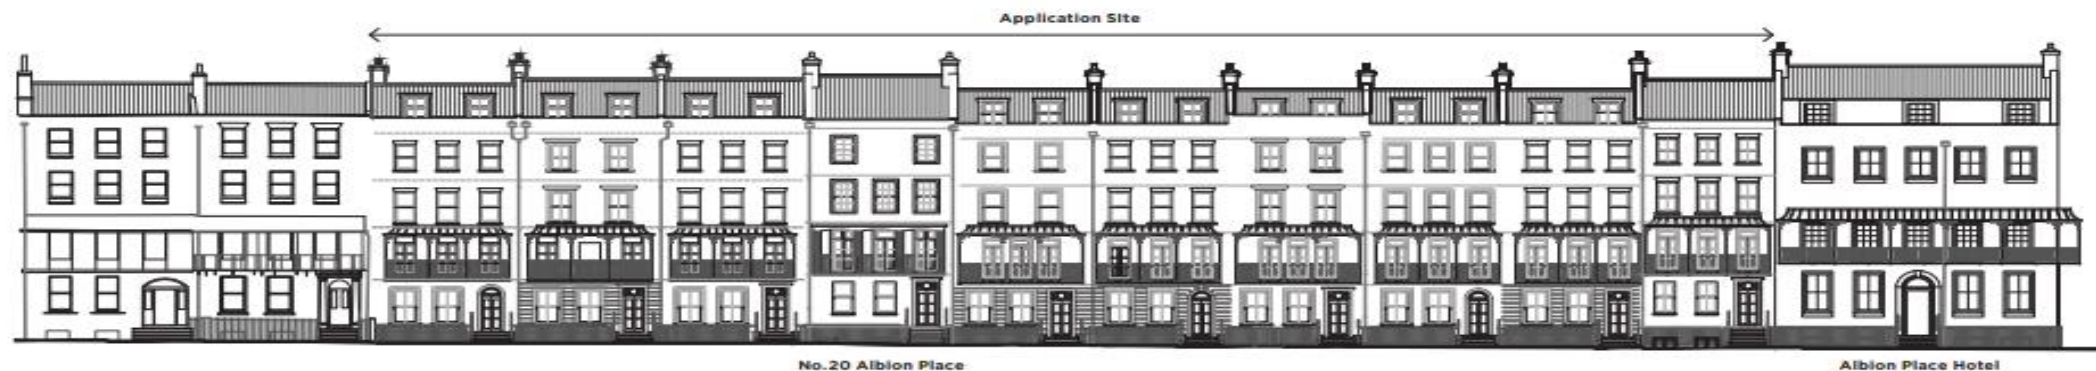 Application Site
No.20 Albion Place
Albion Place Hotel